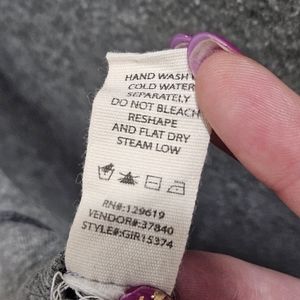 HAND WASH
COLD WATER
SEPARATELY
DO NOT BLEACH
RESHAPE
AND FLAT DRY
STEAM LOW
RN#:129619
VENDOR#:37840
STYLE#:GIR15374